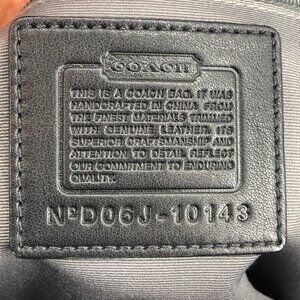 COACH
THIS IS A COACH BAG. IT WAS
HANDCRAFTED IN CHINA FROM
THE FINEST MATERIALS TRIMMED
WITH GENUINE LEATHER. ITS
SUPERIOR CRAFTSMANSHIP AND
ATTENTION TO DETAIL REFLECT
OUR COMMITMENT TO ENDURING
QUALITY.
NºD06J-10143